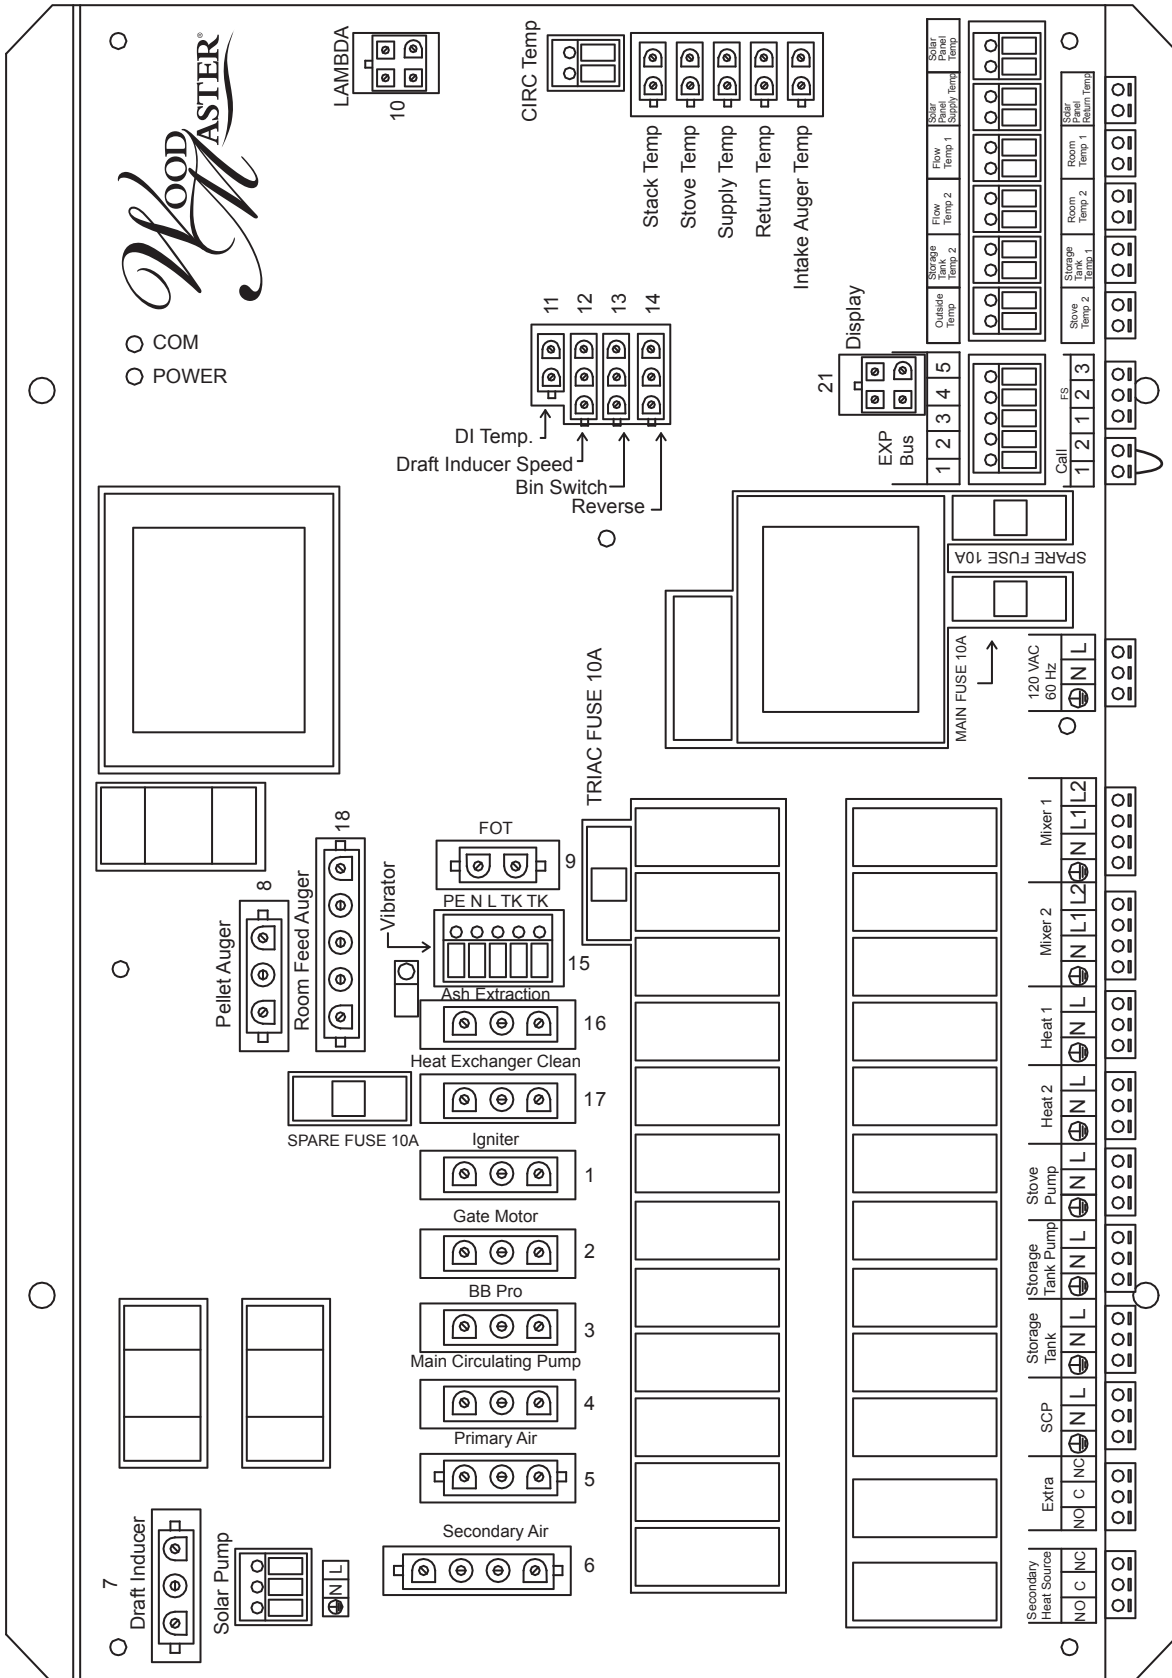 WOOD MASTER®
LAMBDA
10
CIRC Temp
Stack Temp
Stove Temp
Supply Temp
Return Temp
Intake Auger Temp
Solar Panel Temp
Solar Panel Supply Temp
Flow Temp 1
Flow Temp 2
Storage Tank Temp 2
Outside Temp
Solar Panel Return Temp
Room Temp 1
Room Temp 2
Storage Tank Temp 1
Stove Temp 2
COM
POWER
11
12
13
14
DI Temp.
Draft Inducer Speed
Bin Switch
Reverse
21
Display
EXP Bus
1 2 3 4 5
Call
1 2
FS
1 2 3
SPARE FUSE 10A
MAIN FUSE 10A
120 VAC
60 Hz
N L
TRIAC FUSE 10A
18
Room Feed Auger
8
Pellet Auger
Vibrator
FOT
9
PE N L TK TK
15
Ash Extraction
16
Heat Exchanger Clean
17
SPARE FUSE 10A
Igniter
1
Gate Motor
2
BB Pro
3
Main Circulating Pump
4
Primary Air
5
Secondary Air
6
7
Draft Inducer
Solar Pump
N L
Mixer 1
N L1 L2
Mixer 2
N L1 L2
Heat 1
N L
Heat 2
N L
Stove Pump
N L
Storage Tank Pump
N L
Storage Tank
N L
SCP
N L
Extra
NO C NC
Secondary Heat Source
NO C NC